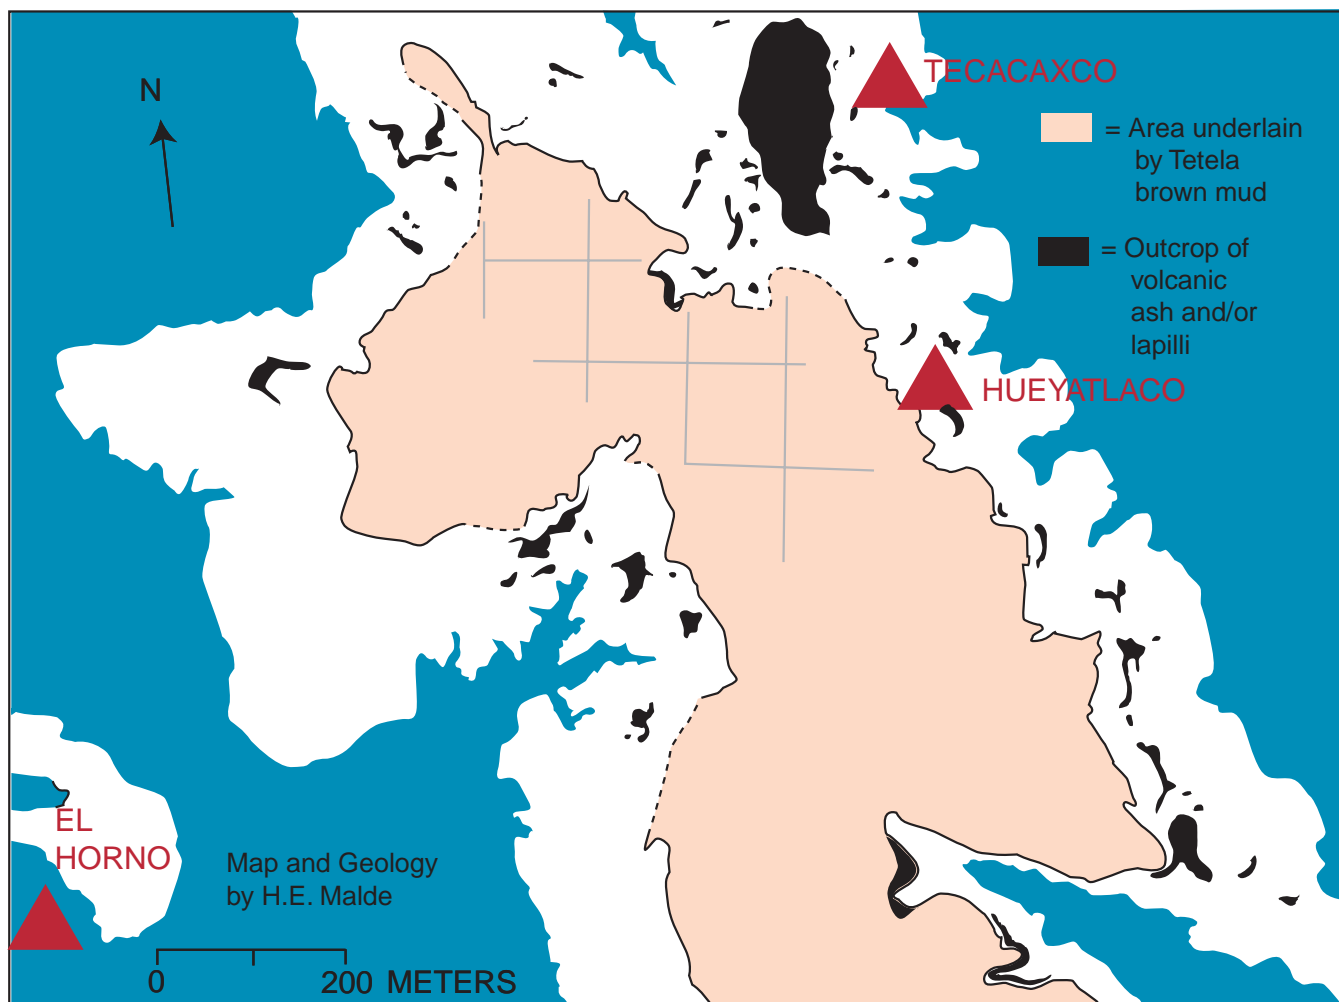 N
TECACAXCO
= Area underlain
by Tetela
brown mud
= Outcrop of
volcanic
ash and/or
lapilli
HUEYATLACO
EL
HORNO
Map and Geology
by H.E. Malde
0 200 METERS